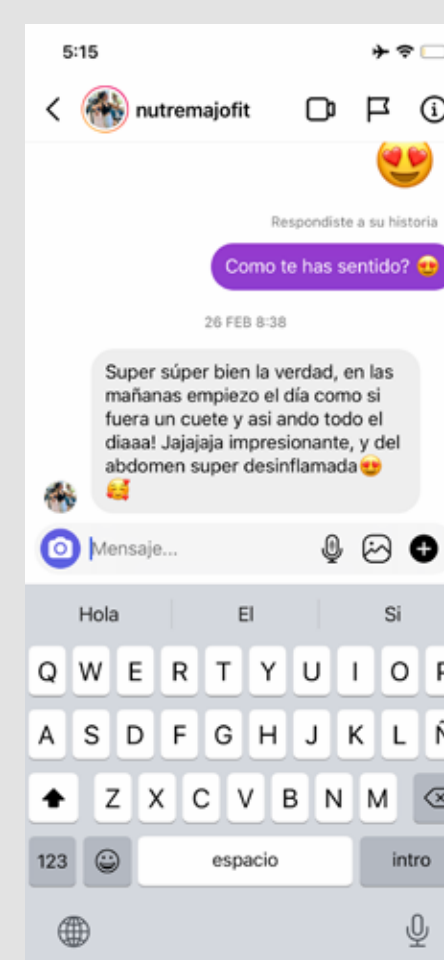 5:15
nutremajofit
Respondiste a su historia
Como te has sentido? 😍
26 FEB 8:38
Super súper bien la verdad, en las
mañanas empiezo el día como si
fuera un cuete y asi ando todo el
diaaa! Jajajaja impresionante, y del
abdomen super desinflamada😍
🥰
Mensaje...
Hola El Si
Q W E R T Y U I O P
A S D F G H J K L Ñ
Z X C V B N M
123 espacio intro